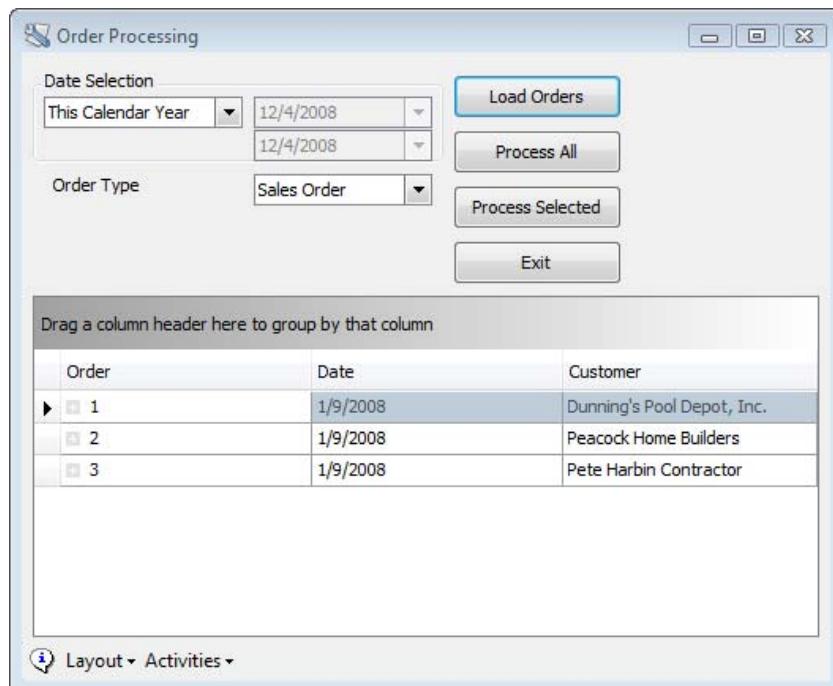 Order Processing
Date Selection
This Calendar Year
12/4/2008
12/4/2008
Order Type
Sales Order
Load Orders
Process All
Process Selected
Exit
Drag a column header here to group by that column
Order Date Customer
1 1/9/2008 Dunning's Pool Depot, Inc.
2 1/9/2008 Peacock Home Builders
3 1/9/2008 Pete Harbin Contractor
Layout Activities